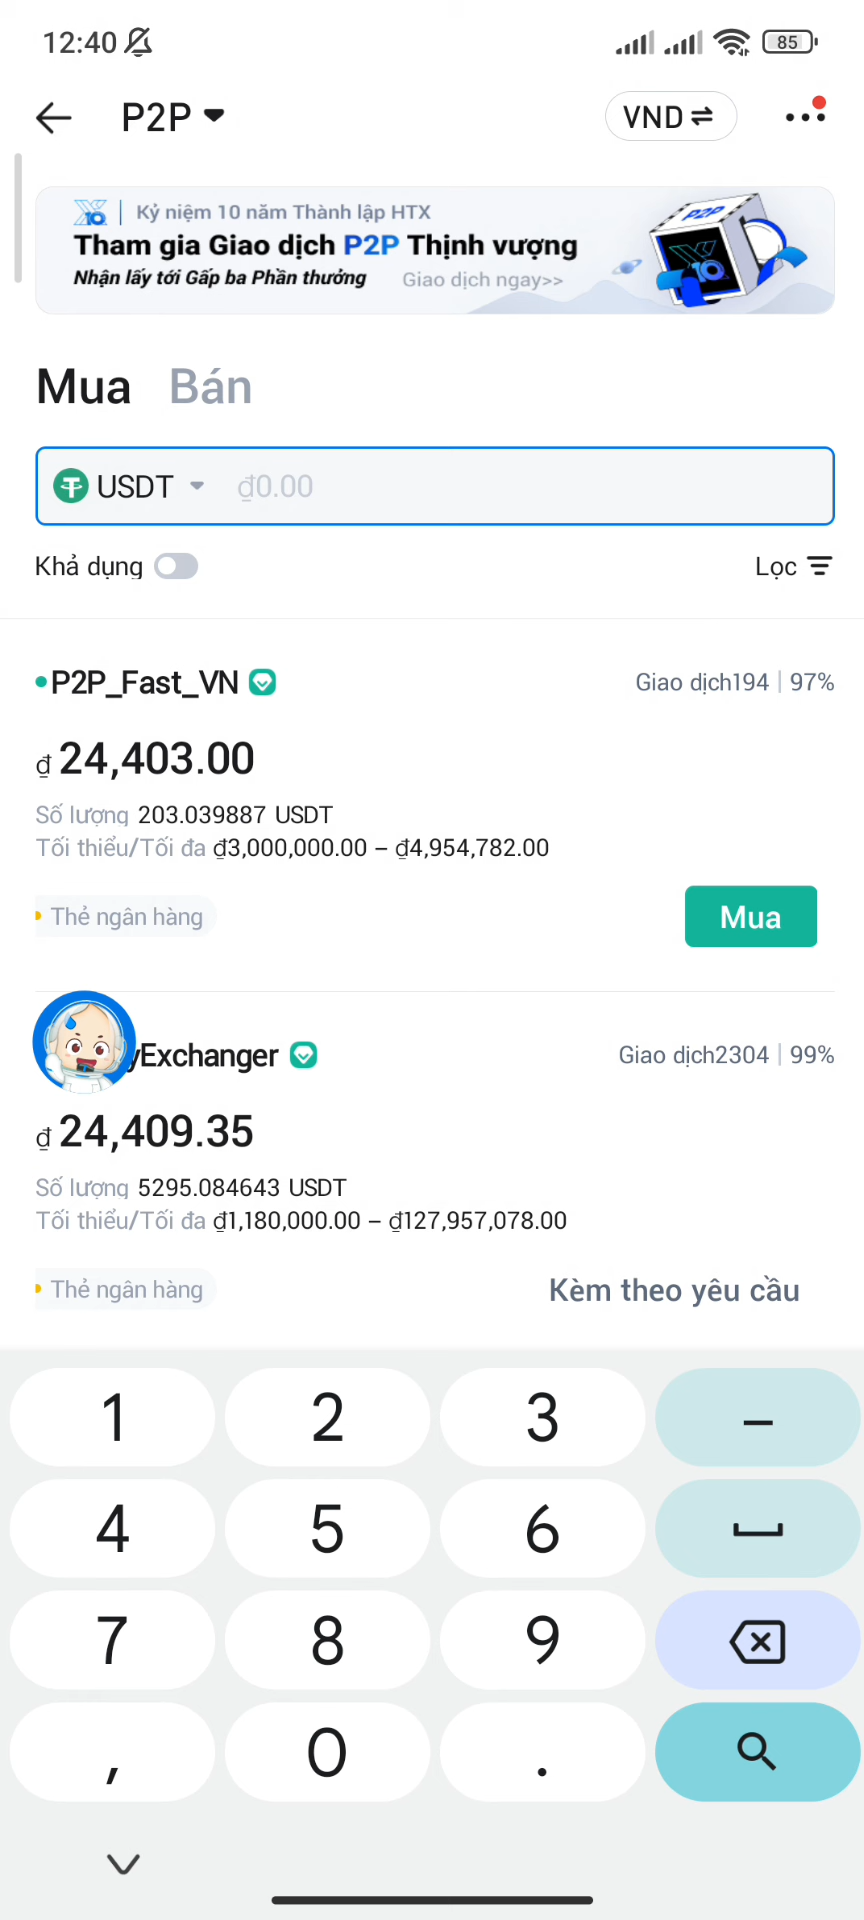 12:40
85
P2P
VND
X10 | Kỷ niệm 10 năm Thành lập HTX
Tham gia Giao dịch P2P Thịnh vượng
Nhận lấy tới Gấp ba Phần thưởng Giao dịch ngay>>
P2P
X10
Mua Bán
USDT ₫0.00
Khả dụng
Lọc
P2P_Fast_VN
Giao dịch194 | 97%
₫ 24,403.00
Số lượng 203.039887 USDT
Tối thiểu/Tối đa ₫3,000,000.00 – ₫4,954,782.00
Thẻ ngân hàng
Mua
yExchanger
Giao dịch2304 | 99%
₫ 24,409.35
Số lượng 5295.084643 USDT
Tối thiểu/Tối đa ₫1,180,000.00 – ₫127,957,078.00
Thẻ ngân hàng
Kèm theo yêu cầu
1 2 3 –
4 5 6
7 8 9
, 0 .